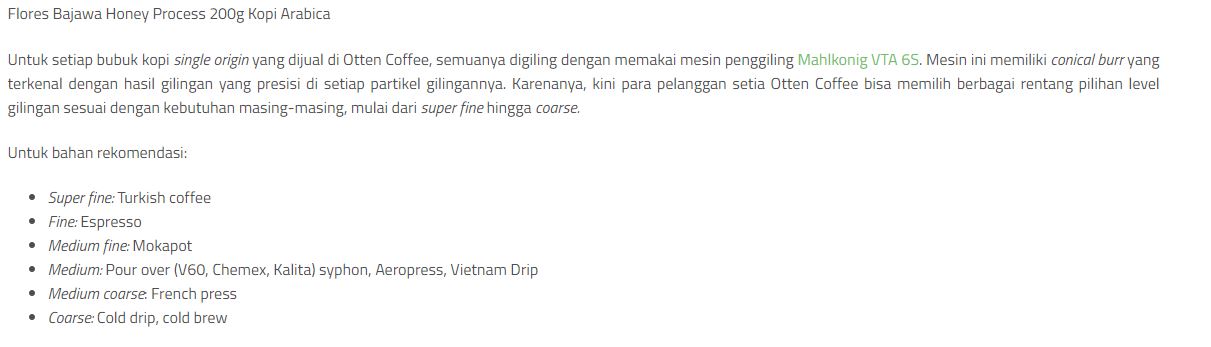 Flores Bajawa Honey Process 200g Kopi Arabica
Untuk setiap bubuk kopi single origin yang dijual di Otten Coffee, semuanya digiling dengan memakai mesin penggiling Mahlkonig VTA 6S. Mesin ini memiliki conical burr yang
terkenal dengan hasil gilingan yang presisi di setiap partikel gilingannya. Karenanya, kini para pelanggan setia Otten Coffee bisa memilih berbagai rentang pilihan level
gilingan sesuai dengan kebutuhan masing-masing, mulai dari super fine hingga coarse.
Untuk bahan rekomendasi:
• Super fine: Turkish coffee
• Fine: Espresso
• Medium fine: Mokapot
• Medium: Pour over (V60, Chemex, Kalita) syphon, Aeropress, Vietnam Drip
• Medium coarse: French press
• Coarse: Cold drip, cold brew